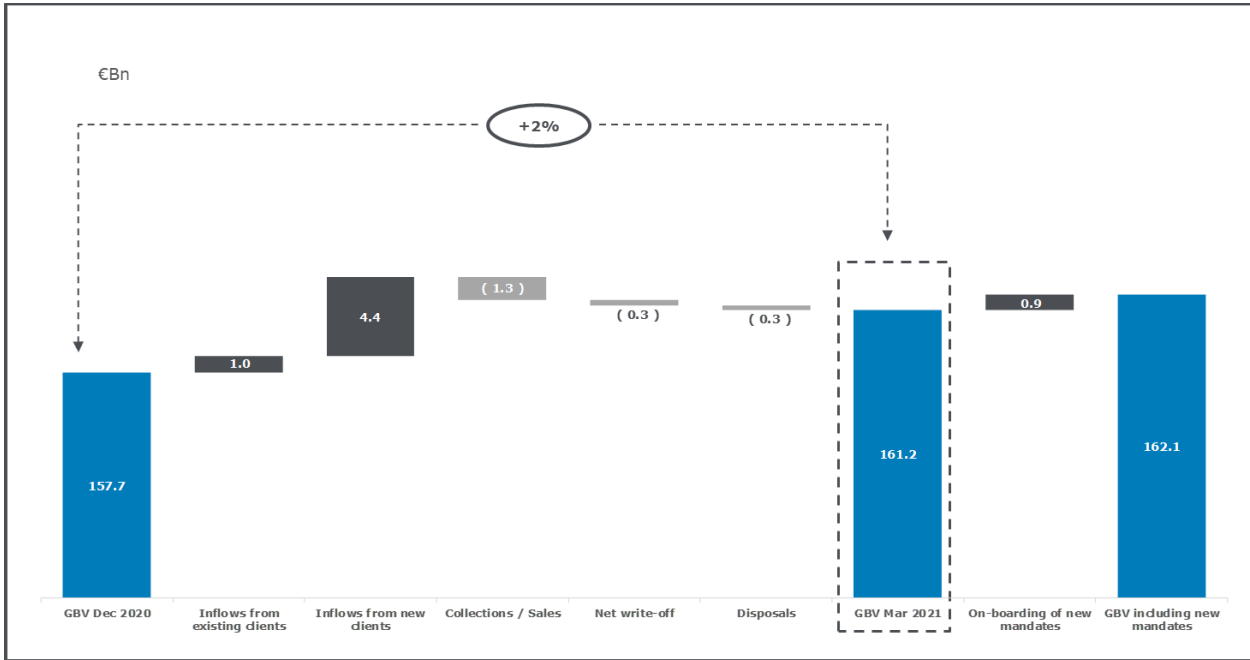 €Bn
+2%
157.7
1.0
4.4
( 1.3 )
( 0.3 )
( 0.3 )
161.2
0.9
162.1
GBV Dec 2020
Inflows from
existing clients
Inflows from new
clients
Collections / Sales
Net write-off
Disposals
GBV Mar 2021
On-boarding of new
mandates
GBV including new
mandates